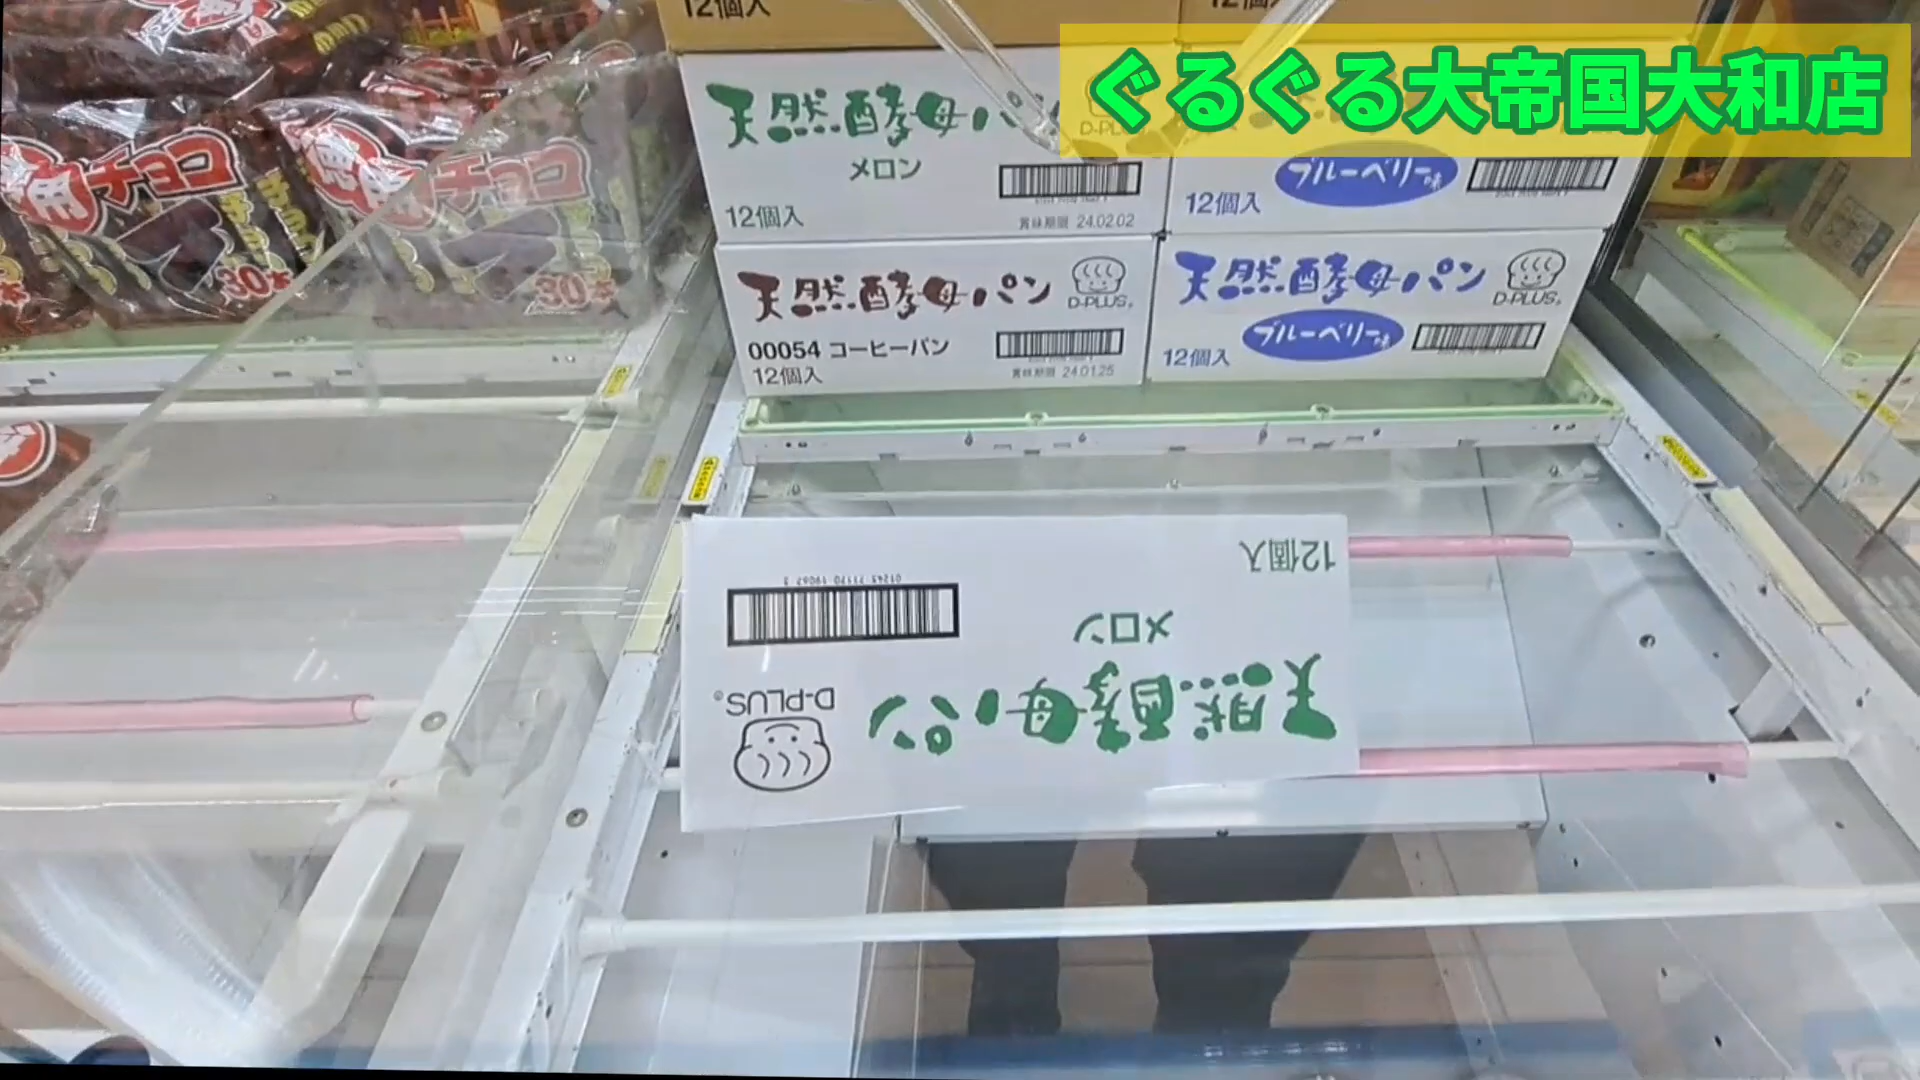 12個入
ぐるぐる大帝国大和店
天然酵母パン
メロン
12個入
賞味期限 24.02.02
D-PLUS
ブルーベリー味
12個入
天然酵母パン
D-PLUS
00054 コーヒーパン
12個入
賞味期限 24.01.25
天然酵母パン
D-PLUS
ブルーベリー味
12個入
チョコ
30本
チョコ
30本
天然酵母パン
D-PLUS
メロン
12個入